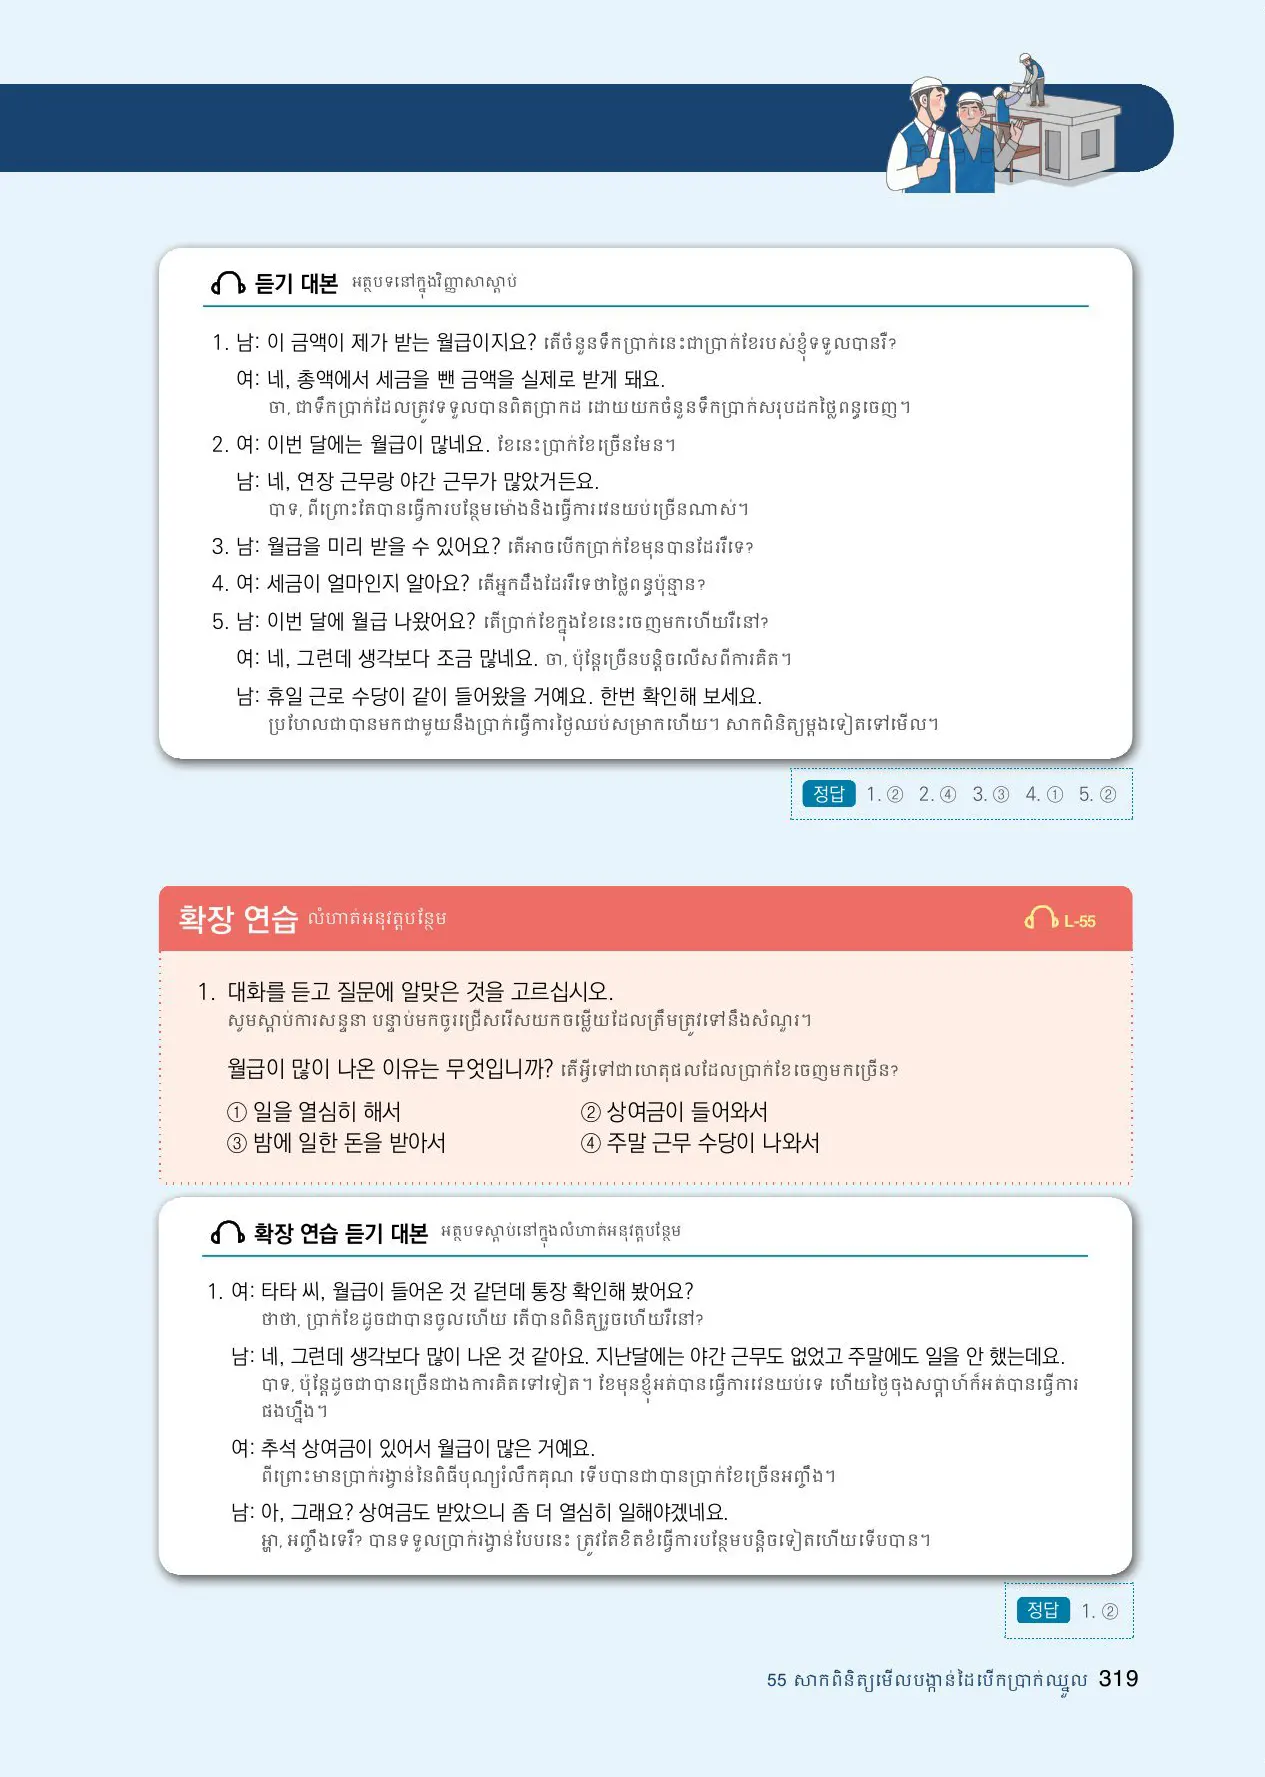 듣기 대본 អត្ថបទនៅក្នុងវិញ្ញាសាស្តាប់
1. 남: 이 금액이 제가 받는 월급이지요? តើចំនួនទឹកប្រាក់នេះជាប្រាក់ខែរបស់ខ្ញុំទទួលបានរឺ?
여: 네, 총액에서 세금을 뺀 금액을 실제로 받게 돼요.
ចា, ជាទឹកប្រាក់ដែលត្រូវទទួលបានពិតប្រាកដ ដោយយកចំនួនទឹកប្រាក់សរុបដកថ្លៃពន្ធចេញ។
2. 여: 이번 달에는 월급이 많네요. ខែនេះប្រាក់ខែច្រើនមែន។
남: 네, 연장 근무랑 야간 근무가 많았거든요.
បាទ, ពីព្រោះតែបានធ្វើការបន្ថែមម៉ោងនិងធ្វើការវេនយប់ច្រើនណាស់។
3. 남: 월급을 미리 받을 수 있어요? តើអាចបើកប្រាក់ខែមុនបានដែររឺទេ?
4. 여: 세금이 얼마인지 알아요? តើអ្នកដឹងដែររឺទេថាថ្លៃពន្ធប៉ុន្មាន?
5. 남: 이번 달에 월급 나왔어요? តើប្រាក់ខែក្នុងខែនេះចេញមកហើយរឺនៅ?
여: 네, 그런데 생각보다 조금 많네요. ចា, ប៉ុន្តែច្រើនបន្តិចលើសពីការគិត។
남: 휴일 근로 수당이 같이 들어왔을 거예요. 한번 확인해 보세요.
ប្រហែលជាបានមកជាមួយនឹងប្រាក់ធ្វើការថ្ងៃឈប់សម្រាកហើយ។ សាកពិនិត្យម្តងទៀតទៅមើល។
정답 1. ② 2. ④ 3. ③ 4. ① 5. ②
확장 연습 លំហាត់អនុវត្តបន្ថែម L-55
1. 대화를 듣고 질문에 알맞은 것을 고르십시오.
សូមស្តាប់ការសន្ទនា បន្ទាប់មកចូរជ្រើសរើសយកចម្លើយដែលត្រឹមត្រូវទៅនឹងសំណួរ។
월급이 많이 나온 이유는 무엇입니까? តើអ្វីទៅជាហេតុផលដែលប្រាក់ខែចេញមកច្រើន?
① 일을 열심히 해서 ② 상여금이 들어와서
③ 밤에 일한 돈을 받아서 ④ 주말 근무 수당이 나와서
확장 연습 듣기 대본 អត្ថបទស្តាប់នៅក្នុងលំហាត់អនុវត្តបន្ថែម
1. 여: 타타 씨, 월급이 들어온 것 같던데 통장 확인해 봤어요?
ថាថា, ប្រាក់ខែដូចជាបានចូលហើយ តើបានពិនិត្យរួចហើយរឺនៅ?
남: 네, 그런데 생각보다 많이 나온 것 같아요. 지난달에는 야간 근무도 없었고 주말에도 일을 안 했는데요.
បាទ, ប៉ុន្តែដូចជាបានច្រើនជាងការគិតទៅទៀត។ ខែមុនខ្ញុំអត់បានធ្វើការវេនយប់ទេ ហើយថ្ងៃចុងសប្តាហ៍ក៏អត់បានធ្វើការ
ផងហ្នឹង។
여: 추석 상여금이 있어서 월급이 많은 거예요.
ពីព្រោះមានប្រាក់រង្វាន់នៃពិធីបុណ្យរំលឹកគុណ ទើបបានជាបានប្រាក់ខែច្រើនអញ្ចឹង។
남: 아, 그래요? 상여금도 받았으니 좀 더 열심히 일해야겠네요.
អ្ហា, អញ្ចឹងទេរឺ? បានទទួលប្រាក់រង្វាន់បែបនេះ ត្រូវតែខិតខំធ្វើការបន្ថែមបន្តិចទៀតហើយទើបបាន។
정답 1. ②
55 សាកពិនិត្យមើលបង្កាន់ដៃបើកប្រាក់ឈ្នួល 319